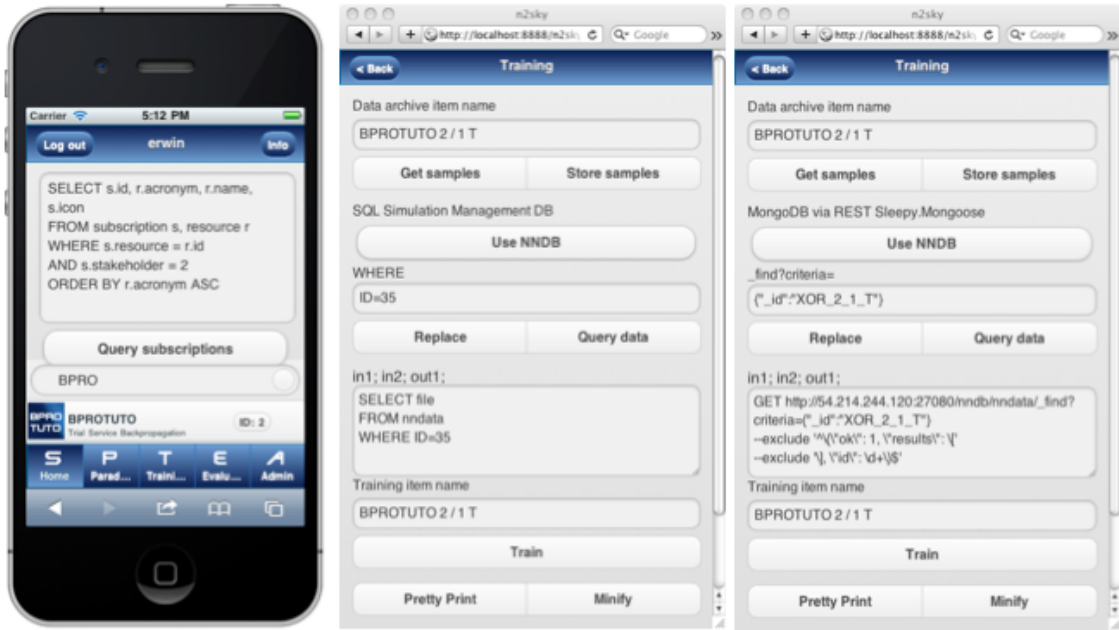 Carrier 5:12 PM
Log out erwin Info
SELECT s.id, r.acronym, r.name,
s.icon
FROM subscription s, resource r
WHERE s.resource = r.id
AND s.stakeholder = 2
ORDER BY r.acronym ASC
Query subscriptions
BPRO
BPRO
TUTO
BPROTUTO
Trial Service Backpropagation
ID: 2
S P T E A
Home Parad... Traini... Evalu... Admin
n2sky
http://localhost:8888/n2sk Google
< Back Training
Data archive item name
BPROTUTO 2 / 1 T
Get samples Store samples
SQL Simulation Management DB
Use NNDB
WHERE
ID=35
Replace Query data
in1; in2; out1;
SELECT file
FROM nndata
WHERE ID=35
Training item name
BPROTUTO 2 / 1 T
Train
Pretty Print Minify
n2sky
http://localhost:8888/n2sk Google
< Back Training
Data archive item name
BPROTUTO 2 / 1 T
Get samples Store samples
MongoDB via REST Sleepy.Mongoose
Use NNDB
_find?criteria=
{"_id":"XOR_2_1_T"}
Replace Query data
in1; in2; out1;
GET http://54.214.244.120:27080/nndb/nndata/_find?
criteria={"_id":"XOR_2_1_T"}
--exclude '^\{\"ok\": 1, \"results\": \['
--exclude '\], \"id\": \d+\}$'
Training item name
BPROTUTO 2 / 1 T
Train
Pretty Print Minify